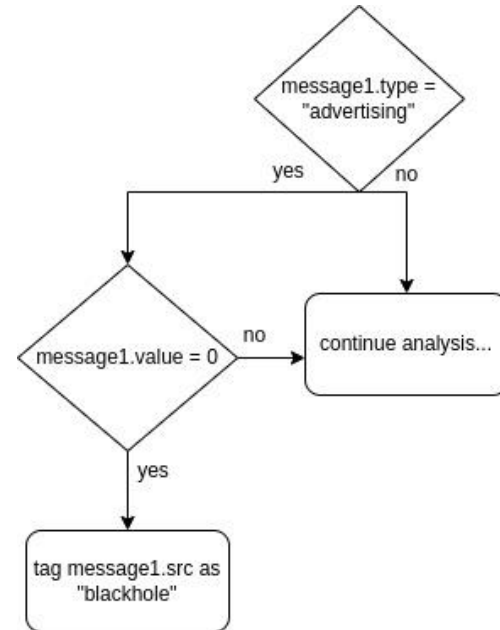 message1.type =
"advertising"
yes
no
message1.value = 0
no
continue analysis...
yes
tag message1.src as
"blackhole"